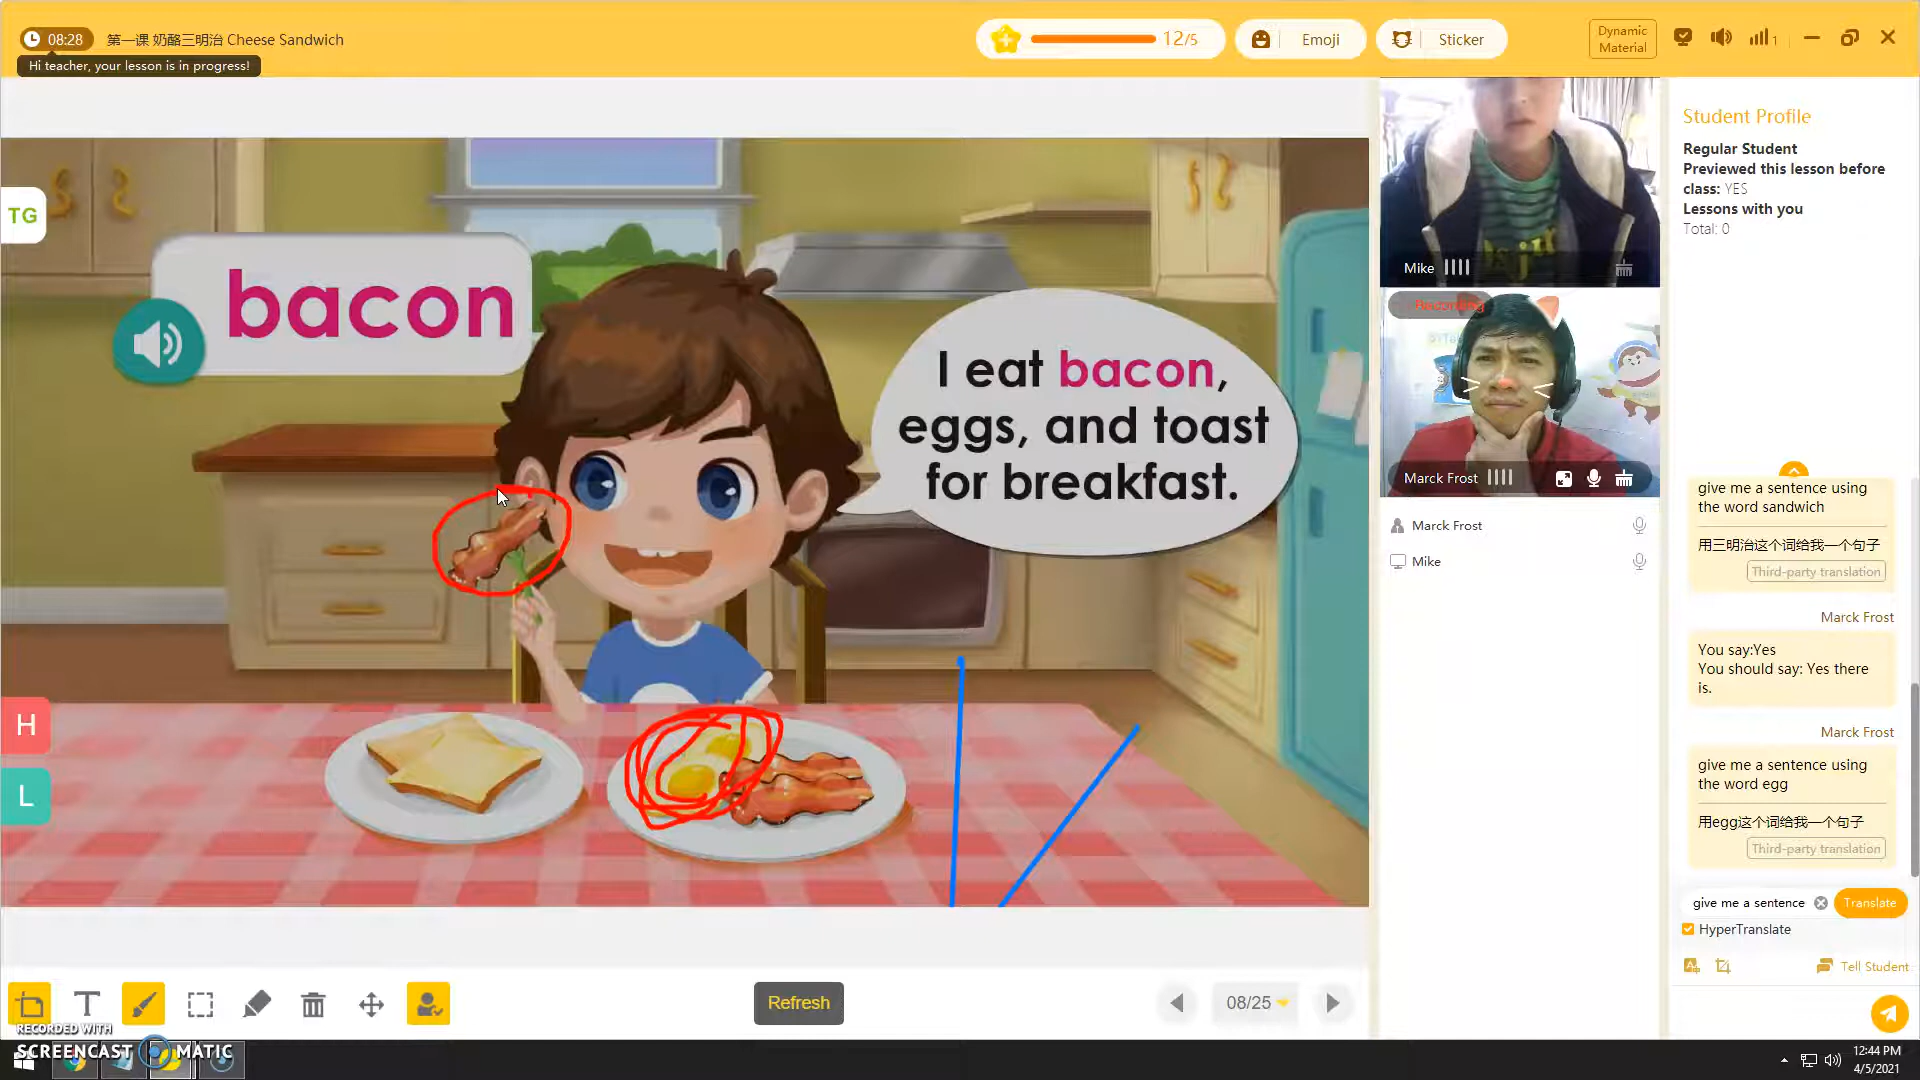 08:28
第一课 奶酪三明治 Cheese Sandwich
Hi teacher, your lesson is in progress!
12/5
Emoji
Sticker
Dynamic
Material
1
TG
bacon
I eat bacon,
eggs, and toast
for breakfast.
H
L
Mike
Marck Frost
Marck Frost
Mike
Student Profile
Regular Student
Previewed this lesson before
class: YES
Lessons with you
Total: 0
give me a sentence using
the word sandwich
用三明治这个词给我一个句子
Third-party translation
Marck Frost
You say:Yes
You should say: Yes there
is.
Marck Frost
give me a sentence using
the word egg
用egg这个词给我一个句子
Third-party translation
give me a sentence
Translate
HyperTranslate
Tell Student
T
Refresh
08/25
RECORDED WITH
SCREENCAST MATIC
12:44 PM
4/5/2021